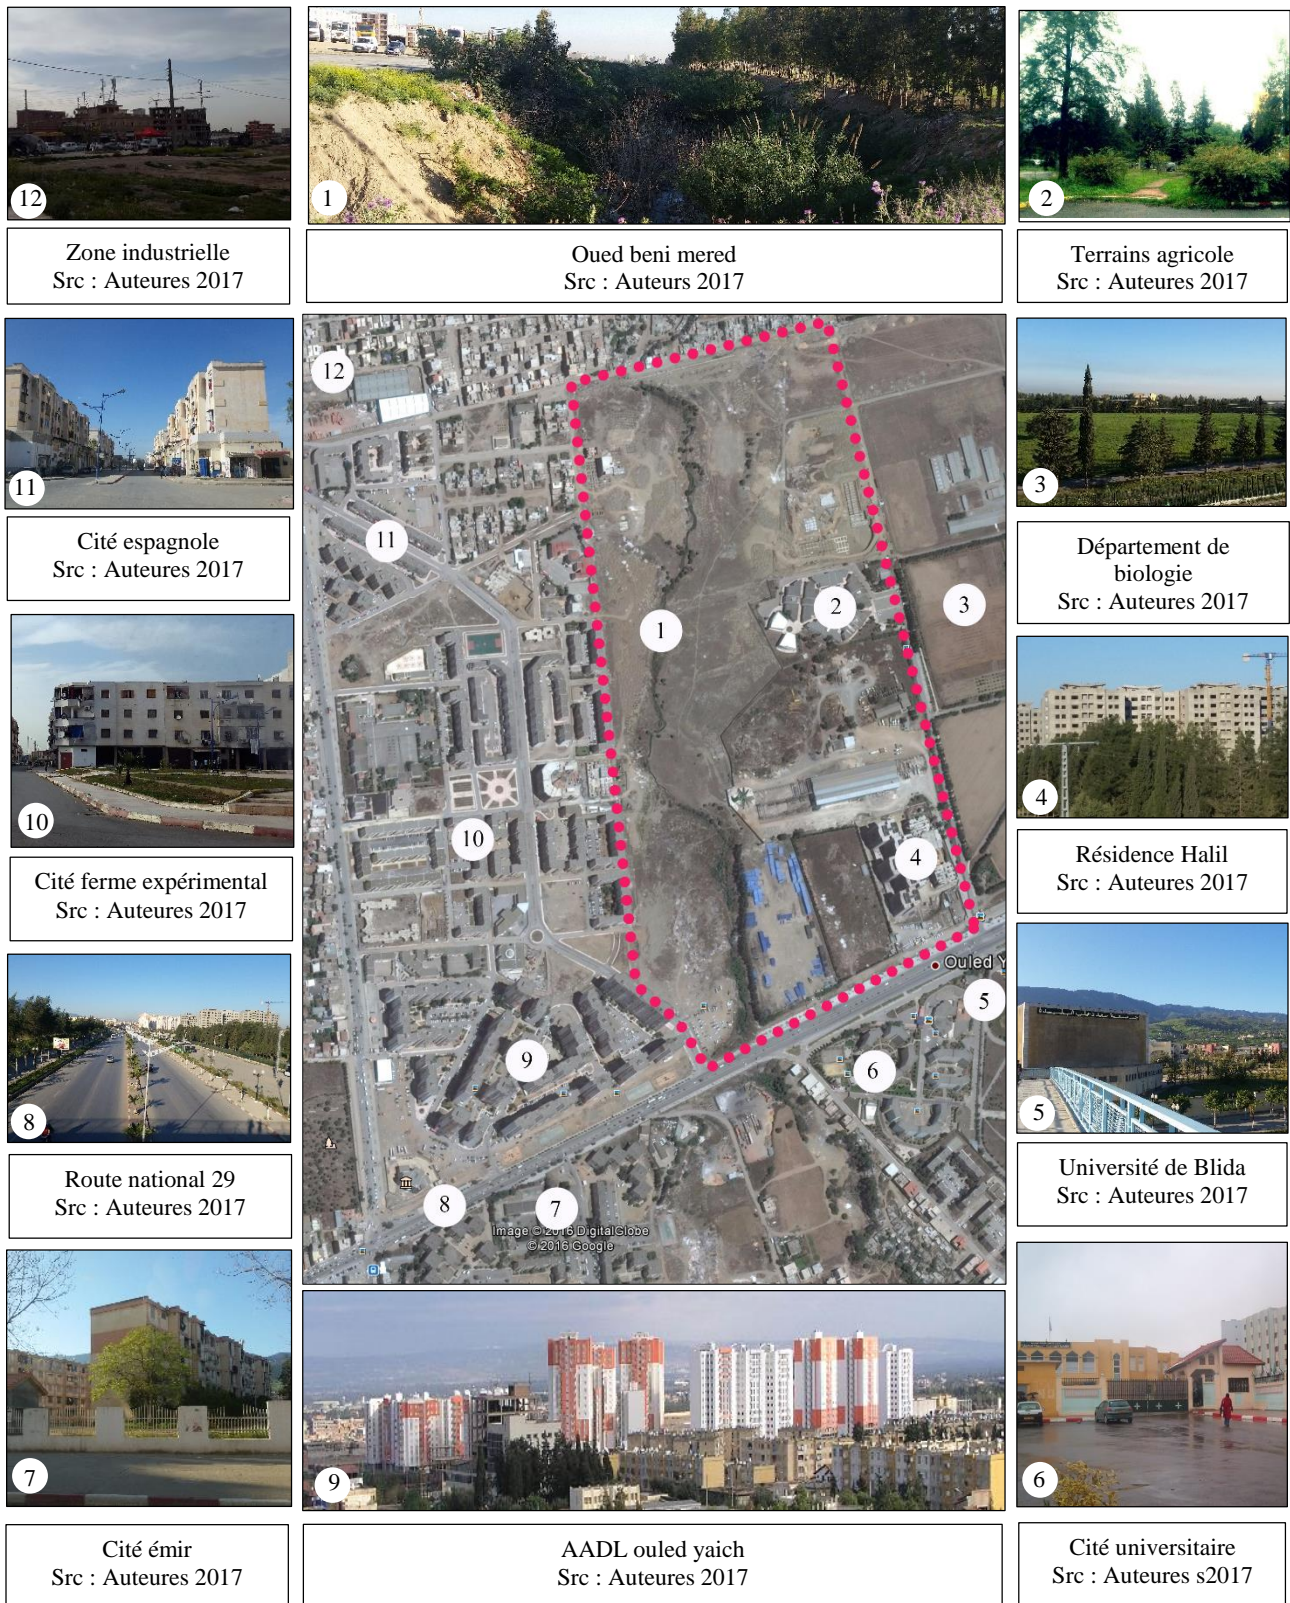 12
Zone industrielle
Src : Auteures 2017
1
Oued beni mered
Src : Auteurs 2017
2
Terrains agricole
Src : Auteures 2017
11
Cité espagnole
Src : Auteures 2017
10
Cité ferme expérimental
Src : Auteures 2017
8
Route national 29
Src : Auteures 2017
7
Cité émir
Src : Auteures 2017
12
11
1
2
3
10
4
Ouled Y
5
9
6
8
7
Image © 2016 DigitalGlobe
© 2016 Google
9
AADL ouled yaich
Src : Auteures 2017
3
Département de
biologie
Src : Auteures 2017
4
Résidence Halil
Src : Auteures 2017
5
Université de Blida
Src : Auteures 2017
6
Cité universitaire
Src : Auteures s2017